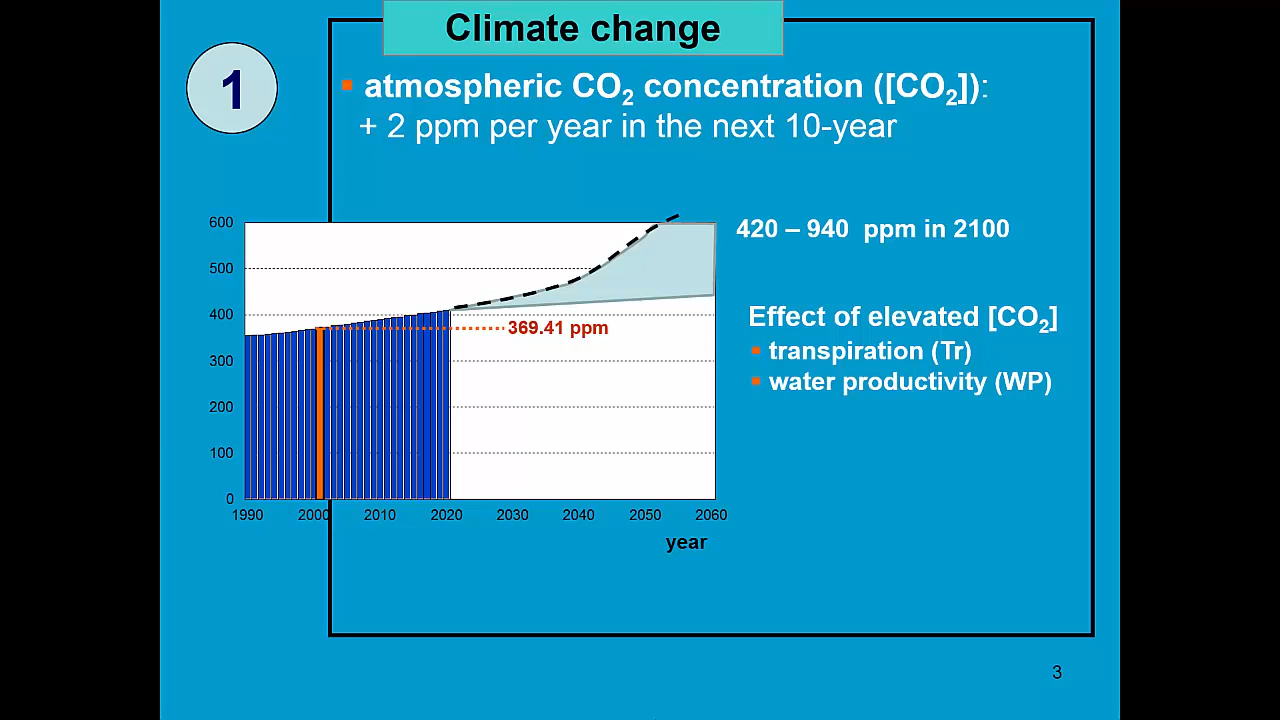 Climate change
1
▪ atmospheric CO₂ concentration ([CO₂]):
+ 2 ppm per year in the next 10-year
600
500
400
300
200
100
0
369.41 ppm
1990 2000 2010 2020 2030 2040 2050 2060
year
420 – 940 ppm in 2100
Effect of elevated [CO₂]
▪ transpiration (Tr)
▪ water productivity (WP)
3